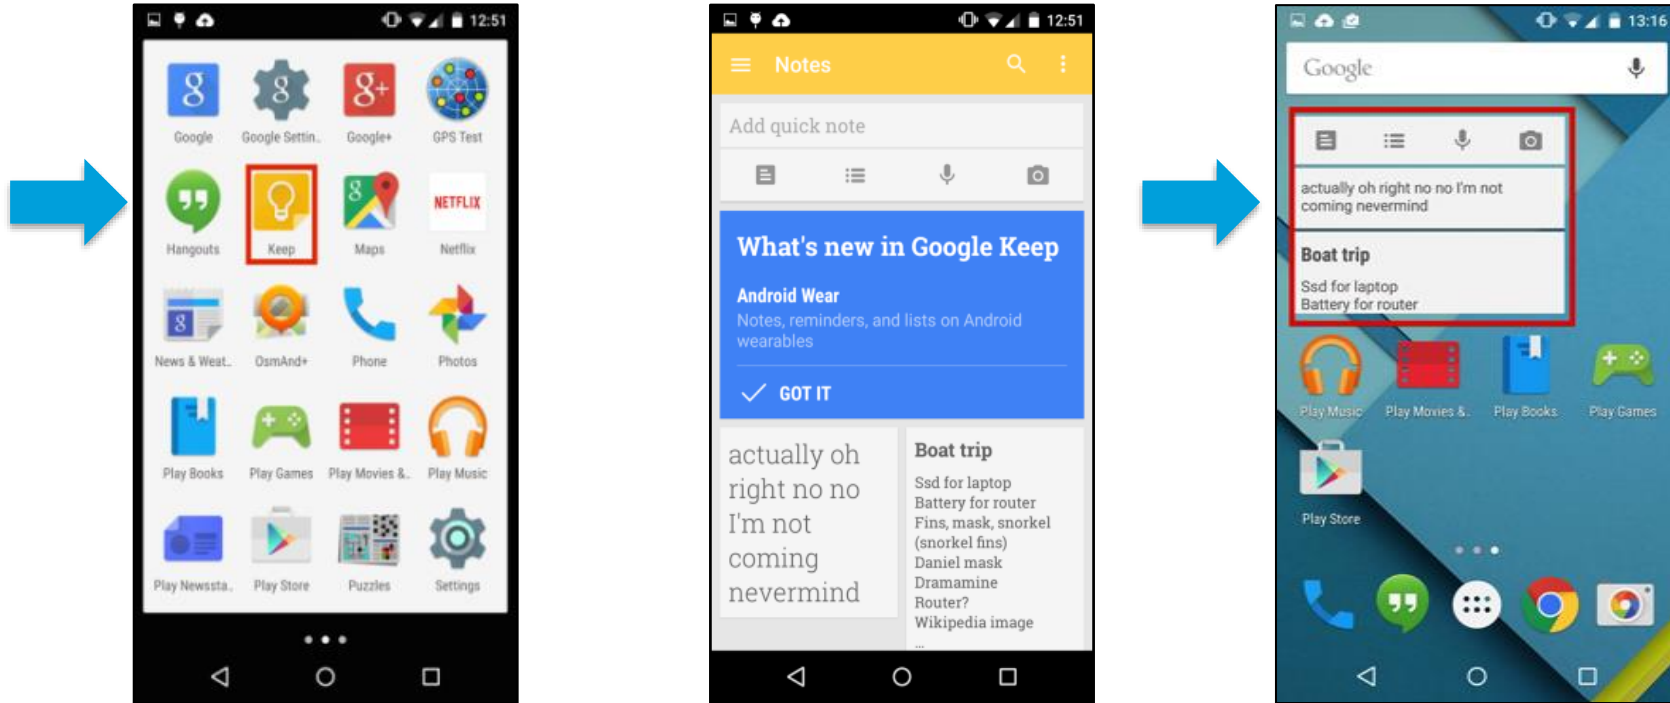 12:51
Google
Google Settin..
Google+
GPS Test
NETFLIX
Hangouts
Keep
Maps
Netflix
News & Weat..
OsmAnd+
Phone
Photos
Play Books
Play Games
Play Movies &..
Play Music
Play Newssta..
Play Store
Puzzles
Settings
12:51
Notes
Add quick note
What's new in Google Keep
Android Wear
Notes, reminders, and lists on Android
wearables
GOT IT
actually oh
right no no
I'm not
coming
nevermind
Boat trip
Ssd for laptop
Battery for router
Fins, mask, snorkel
(snorkel fins)
Daniel mask
Dramamine
Router?
Wikipedia image
...
13:16
Google
actually oh right no no I'm not
coming nevermind
Boat trip
Ssd for laptop
Battery for router
Play Music
Play Movies &..
Play Books
Play Games
Play Store